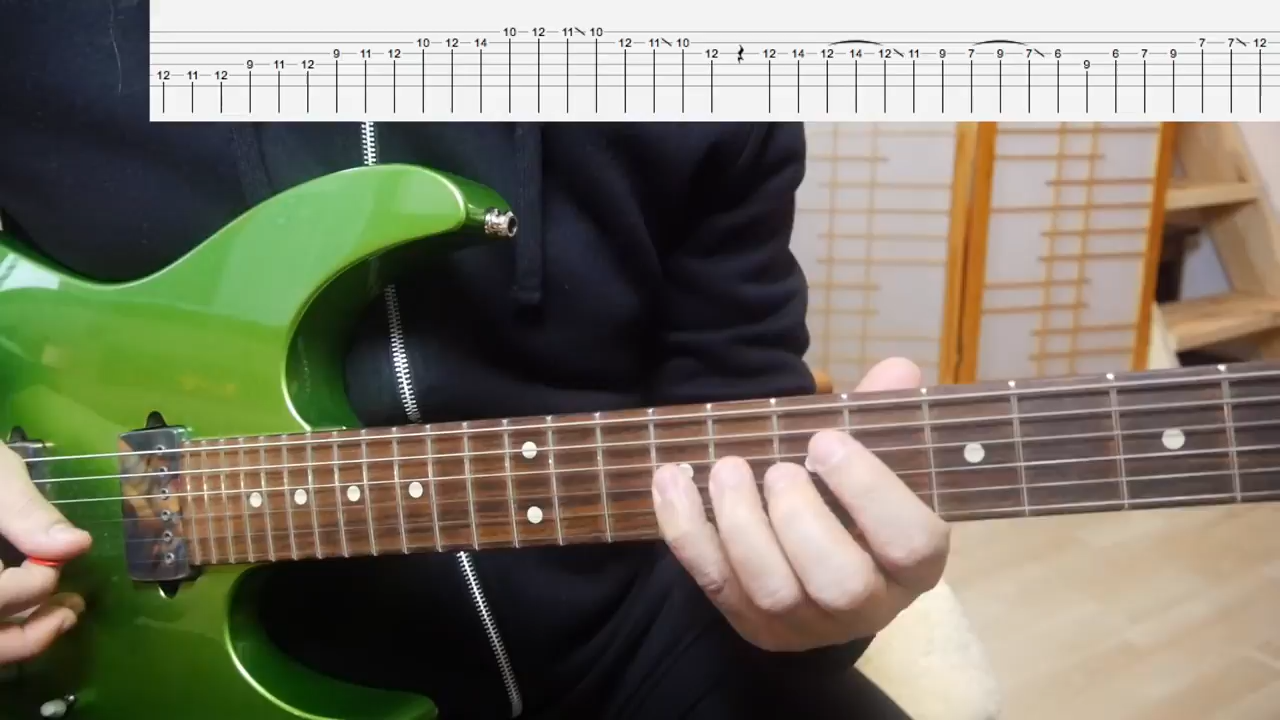 10 12 11 10
10 12 14 12 11 10 7 7 12
9 11 12 12 12 14 12 14 12 11 9 7 9 7 6 6 7 9
9 11 12 9
12 11 12